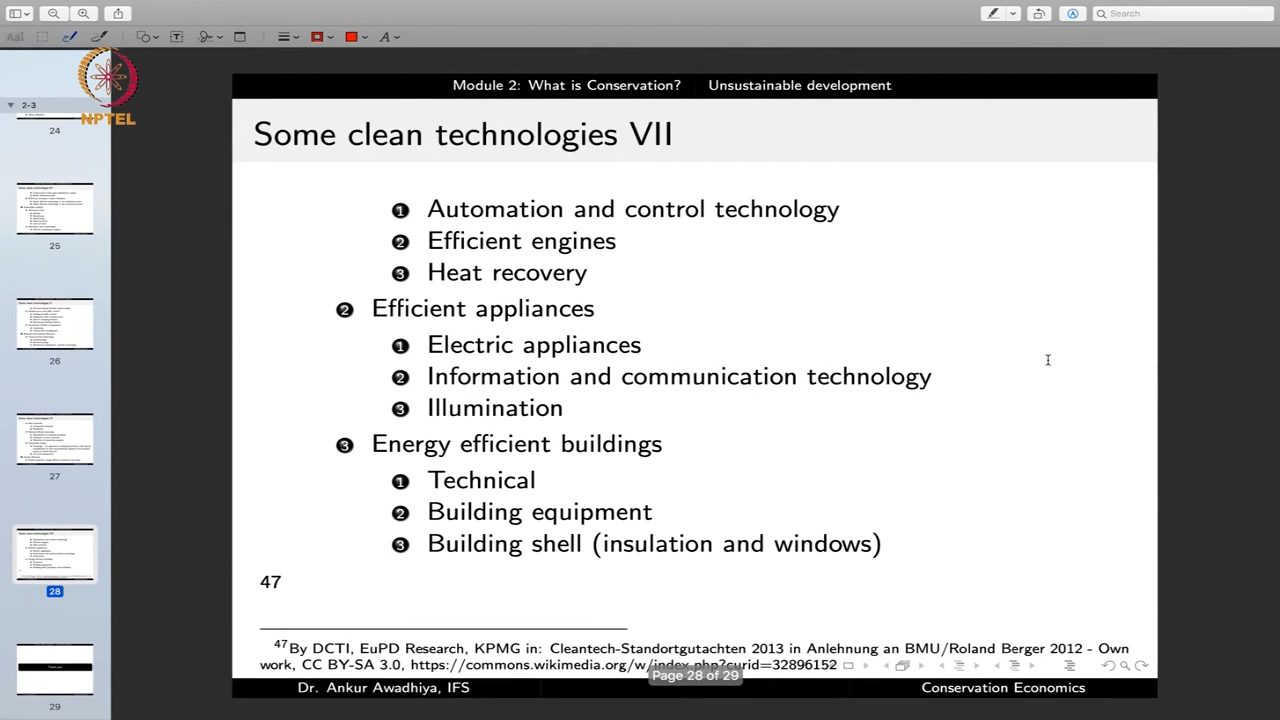 Search
AaI
A
NPTEL
2-3
24
25
26
27
28
29
Module 2: What is Conservation? Unsustainable development
Some clean technologies VII
1 Automation and control technology
2 Efficient engines
3 Heat recovery
2 Efficient appliances
1 Electric appliances
2 Information and communication technology
3 Illumination
3 Energy efficient buildings
1 Technical
2 Building equipment
3 Building shell (insulation and windows)
47
47By DCTI, EuPD Research, KPMG in: Cleantech-Standortgutachten 2013 in Anlehnung an BMU/Roland Berger 2012 - Own
work, CC BY-SA 3.0, https://commons.wikimedia.org/w/index.php?curid=32896152
Page 28 of 29
Dr. Ankur Awadhiya, IFS Conservation Economics